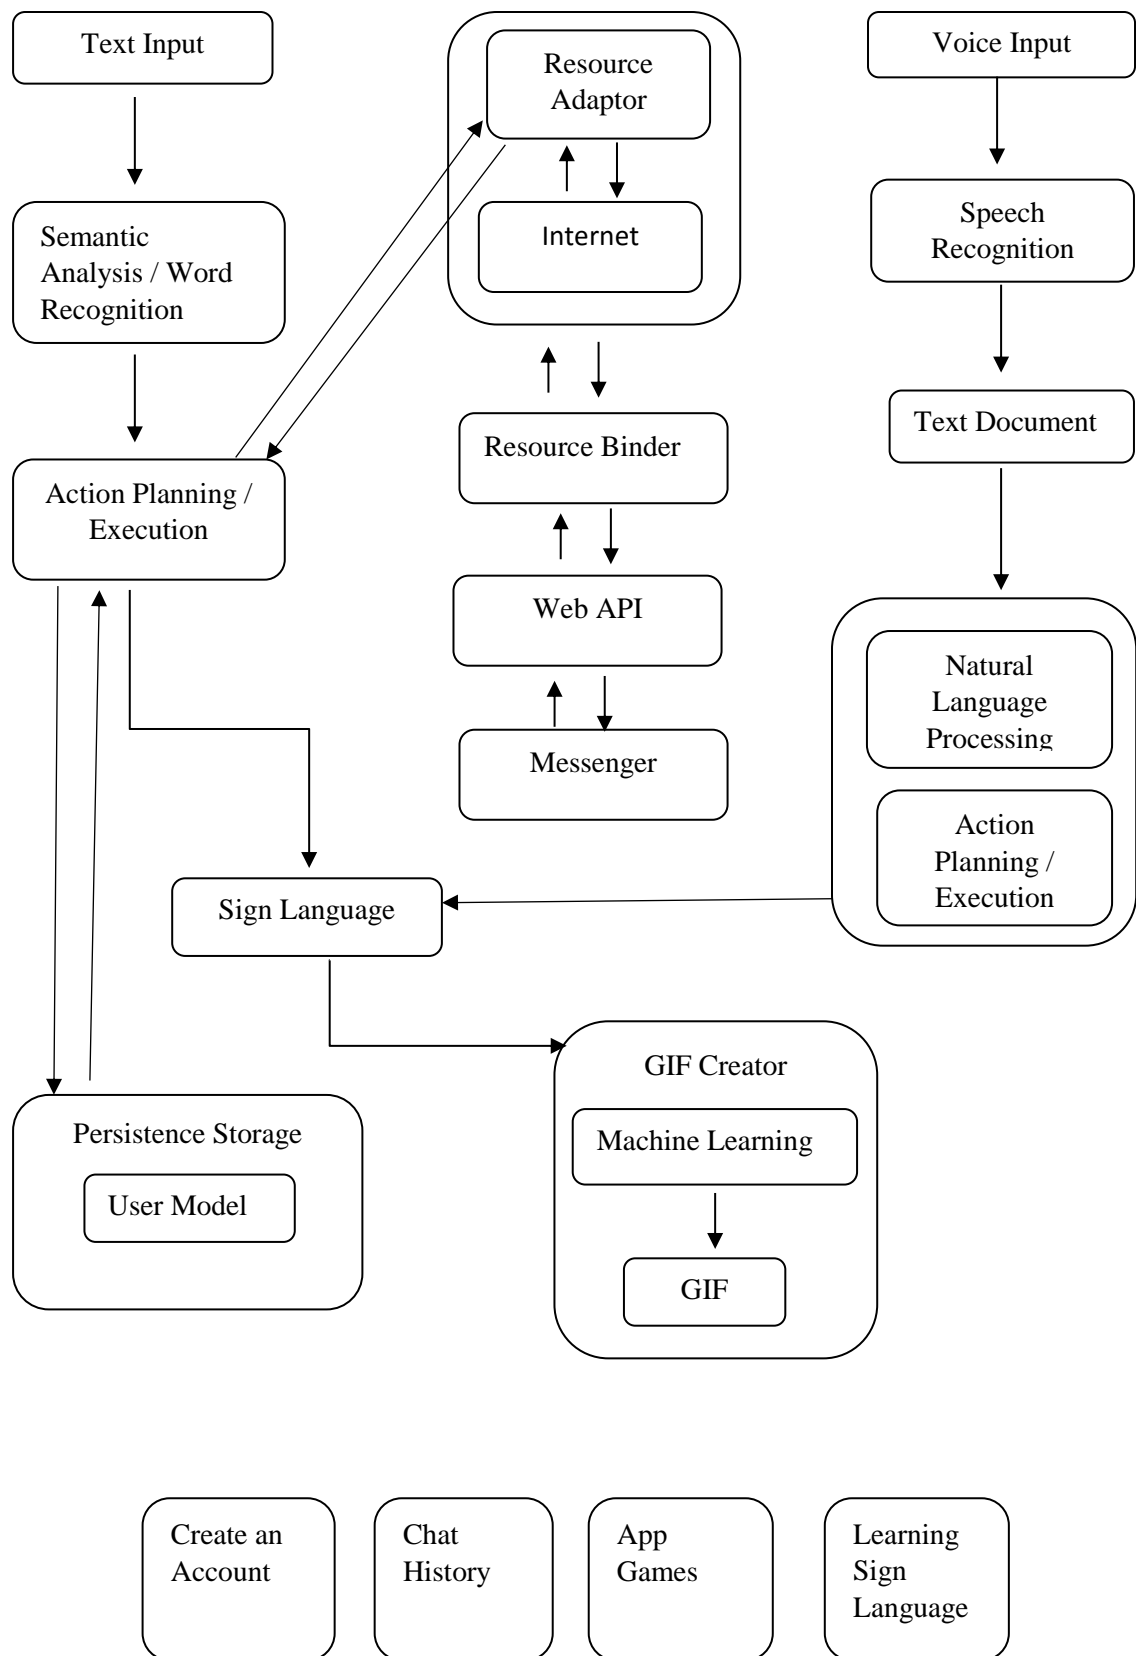 Text Input
Resource
Adaptor
Voice Input
Semantic
Analysis / Word
Recognition
Internet
Speech
Recognition
Resource Binder
Text Document
Action Planning /
Execution
Web API
Natural
Language
Processing
Messenger
Action
Planning /
Execution
Sign Language
GIF Creator
Machine Learning
GIF
Persistence Storage
User Model
Create an
Account
Chat
History
App
Games
Learning
Sign
Language